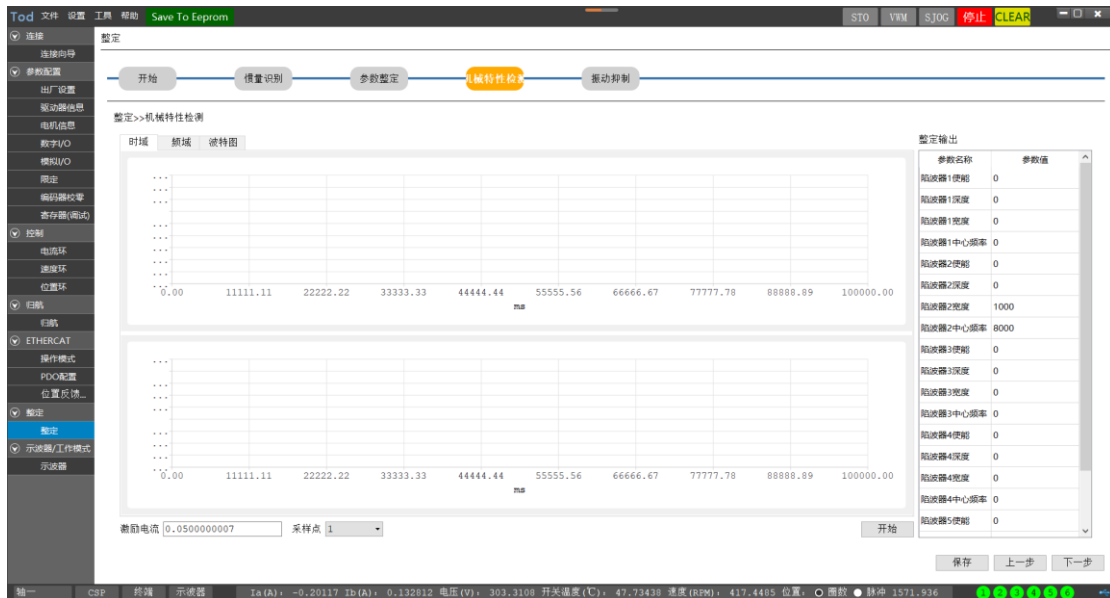 Tod 文件 设置 工具 帮助 Save To Eeprom STO VWM SJOG 停止 CLEAR
连接
连接向导
参数配置
出厂设置
驱动器信息
电机信息
数字I/O
模拟I/O
限定
编码器校零
寄存器(调试)
控制
电流环
速度环
位置环
归航
归航
ETHERCAT
操作模式
PDO配置
位置反馈...
整定
整定
示波器/工作模式
示波器
整定
开始 惯量识别 参数整定 机械特性检测 振动抑制
整定>>机械特性检测
时域 频域 波特图
...
...
...
...
...
...
...
...
...
0.00 11111.11 22222.22 33333.33 44444.44 55555.56 66666.67 77777.78 88888.89 100000.00
ms
...
...
...
...
...
...
...
...
...
0.00 11111.11 22222.22 33333.33 44444.44 55555.56 66666.67 77777.78 88888.89 100000.00
ms
激励电流 0.0500000007 采样点 1 开始
整定输出
参数名称 参数值
陷波器1使能 0
陷波器1深度 0
陷波器1宽度 0
陷波器1中心频率 0
陷波器2使能 0
陷波器2深度 0
陷波器2宽度 1000
陷波器2中心频率 8000
陷波器3使能 0
陷波器3深度 0
陷波器3宽度 0
陷波器3中心频率 0
陷波器4使能 0
陷波器4深度 0
陷波器4宽度 0
陷波器4中心频率 0
陷波器5使能 0
保存 上一步 下一步
轴一 CSP 终端 示波器 Ia(A): -0.20117 Ib(A): 0.132812 电压(V): 303.3108 开关温度(℃): 47.73438 速度(RPM): 417.4485 位置: 圈数 脉冲 1571.936 1 2 3 4 5 6